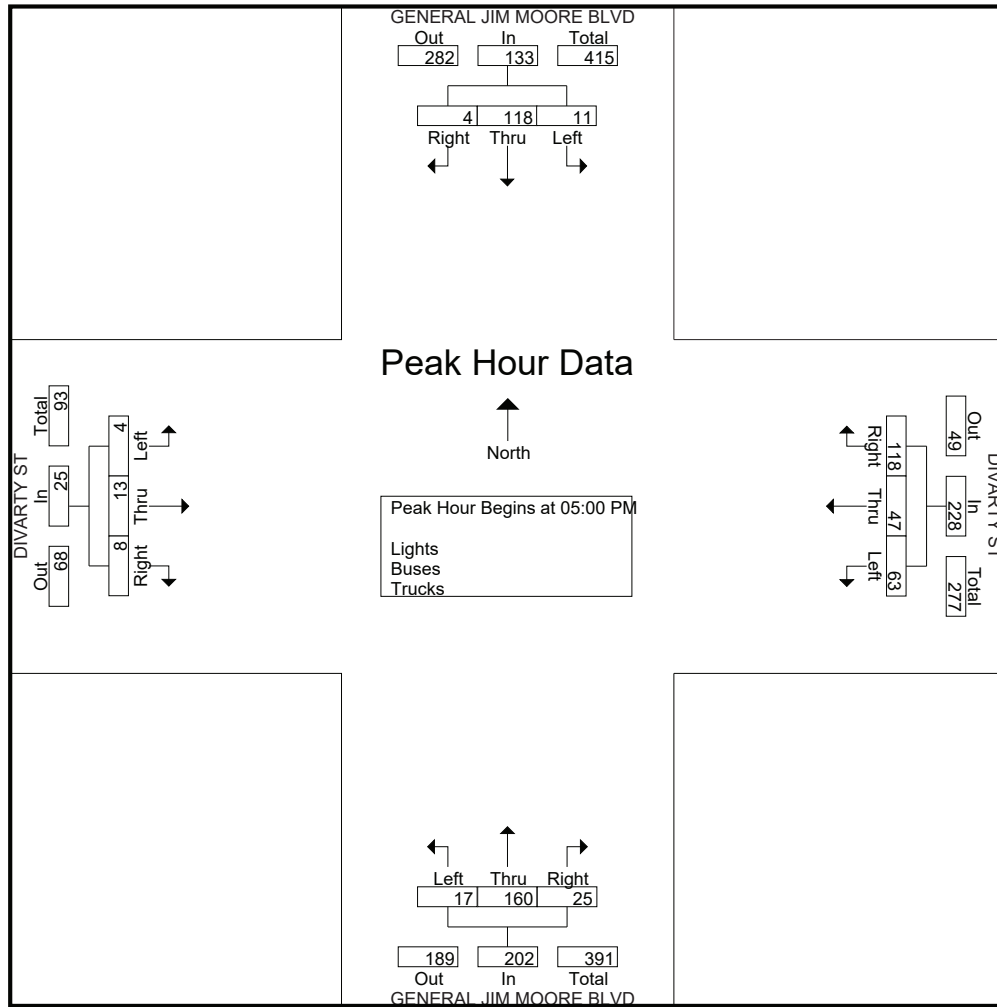 GENERAL JIM MOORE BLVD
Out In Total
282 133 415
4 118 11
Right Thru Left
Peak Hour Data
North
Peak Hour Begins at 05:00 PM
Lights
Buses
Trucks
DIVARTY ST
Out In Total
68 25 93
Left Thru Right
4 13 8
DIVARTY ST
Out In Total
49 228 277
Right Thru Left
118 47 63
Left Thru Right
17 160 25
189 202 391
Out In Total
GENERAL JIM MOORE BLVD